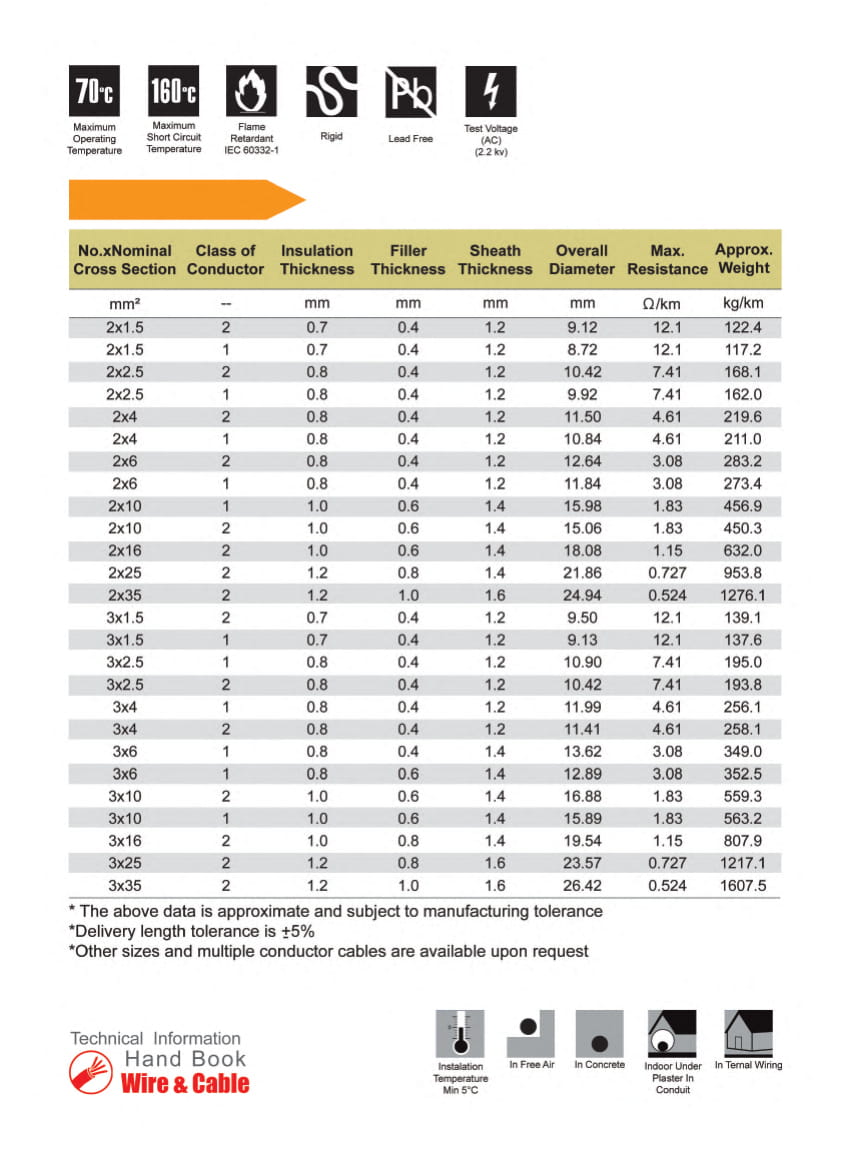 70°C 160°C Pb
Maximum
Operating
Temperature
Maximum
Short Circuit
Temperature
Flame
Retardant
IEC 60332-1
Rigid
Lead Free
Test Voltage
(AC)
(2.2 kv)
No.xNominal Class of Insulation Filler Sheath Overall Max. Approx.
Cross Section Conductor Thickness Thickness Thickness Diameter Resistance Weight
mm² -- mm mm mm mm Ω/km kg/km
2x1.5 2 0.7 0.4 1.2 9.12 12.1 122.4
2x1.5 1 0.7 0.4 1.2 8.72 12.1 117.2
2x2.5 2 0.8 0.4 1.2 10.42 7.41 168.1
2x2.5 1 0.8 0.4 1.2 9.92 7.41 162.0
2x4 2 0.8 0.4 1.2 11.50 4.61 219.6
2x4 1 0.8 0.4 1.2 10.84 4.61 211.0
2x6 2 0.8 0.4 1.2 12.64 3.08 283.2
2x6 1 0.8 0.4 1.2 11.84 3.08 273.4
2x10 1 1.0 0.6 1.4 15.98 1.83 456.9
2x10 2 1.0 0.6 1.4 15.06 1.83 450.3
2x16 2 1.0 0.6 1.4 18.08 1.15 632.0
2x25 2 1.2 0.8 1.4 21.86 0.727 953.8
2x35 2 1.2 1.0 1.6 24.94 0.524 1276.1
3x1.5 2 0.7 0.4 1.2 9.50 12.1 139.1
3x1.5 1 0.7 0.4 1.2 9.13 12.1 137.6
3x2.5 1 0.8 0.4 1.2 10.90 7.41 195.0
3x2.5 2 0.8 0.4 1.2 10.42 7.41 193.8
3x4 1 0.8 0.4 1.2 11.99 4.61 256.1
3x4 2 0.8 0.4 1.2 11.41 4.61 258.1
3x6 1 0.8 0.4 1.4 13.62 3.08 349.0
3x6 1 0.8 0.6 1.4 12.89 3.08 352.5
3x10 2 1.0 0.6 1.4 16.88 1.83 559.3
3x10 1 1.0 0.6 1.4 15.89 1.83 563.2
3x16 2 1.0 0.8 1.4 19.54 1.15 807.9
3x25 2 1.2 0.8 1.6 23.57 0.727 1217.1
3x35 2 1.2 1.0 1.6 26.42 0.524 1607.5
* The above data is approximate and subject to manufacturing tolerance
*Delivery length tolerance is ±5%
*Other sizes and multiple conductor cables are available upon request
Technical Information
Hand Book
Wire & Cable
Instalation
Temperature
Min 5°C
In Free Air
In Concrete
Indoor Under
Plaster In
Conduit
In Ternal Wiring